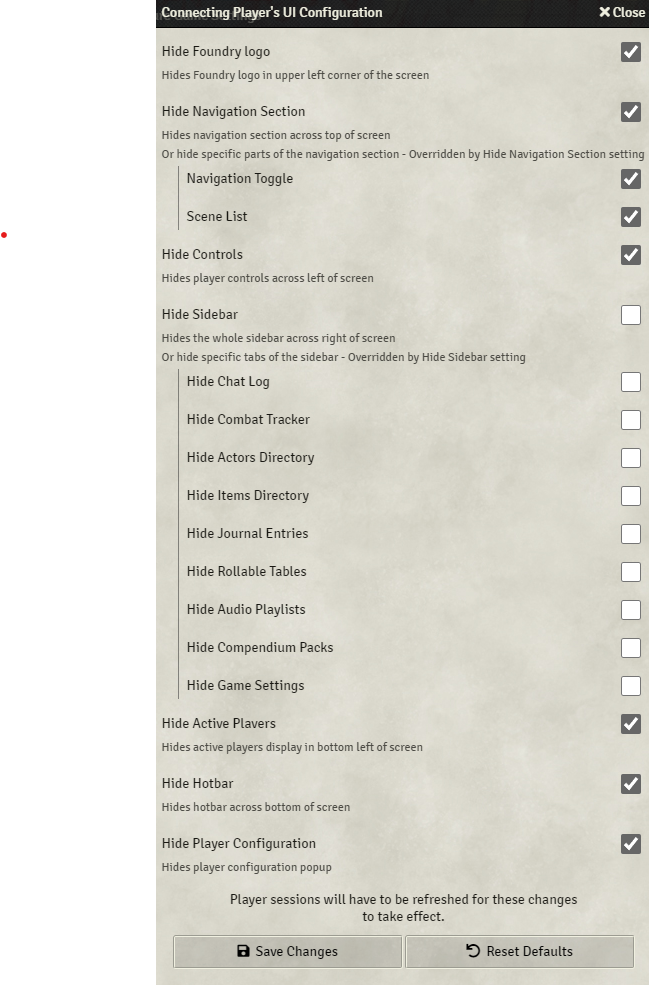 Connecting Player's UI Configuration
Close
Hide Foundry logo
Hides Foundry logo in upper left corner of the screen
Hide Navigation Section
Hides navigation section across top of screen
Or hide specific parts of the navigation section - Overridden by Hide Navigation Section setting
Navigation Toggle
Scene List
Hide Controls
Hides player controls across left of screen
Hide Sidebar
Hides the whole sidebar across right of screen
Or hide specific tabs of the sidebar - Overridden by Hide Sidebar setting
Hide Chat Log
Hide Combat Tracker
Hide Actors Directory
Hide Items Directory
Hide Journal Entries
Hide Rollable Tables
Hide Audio Playlists
Hide Compendium Packs
Hide Game Settings
Hide Active Players
Hides active players display in bottom left of screen
Hide Hotbar
Hides hotbar across bottom of screen
Hide Player Configuration
Hides player configuration popup
Player sessions will have to be refreshed for these changes
to take effect.
Save Changes
Reset Defaults